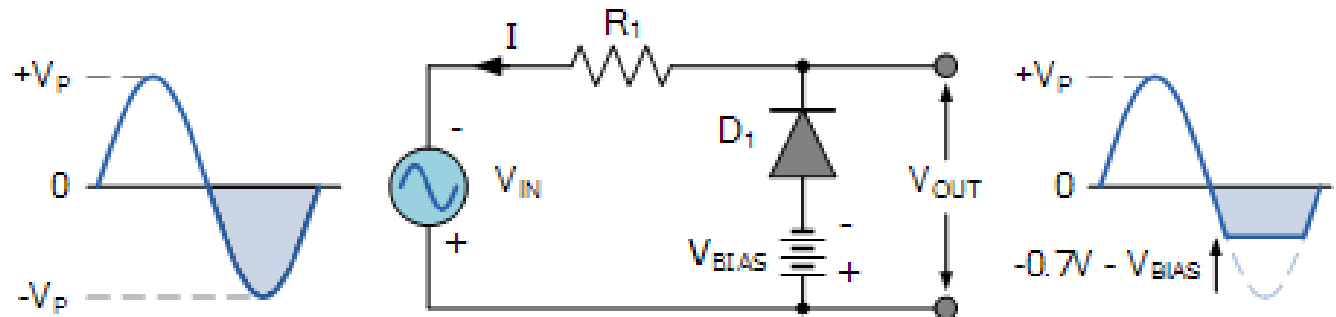 +VP
0
-VP
I
R1
-
VIN
+
D1
VBIAS
-
+
VOUT
+VP
0
-0.7V - VBIAS